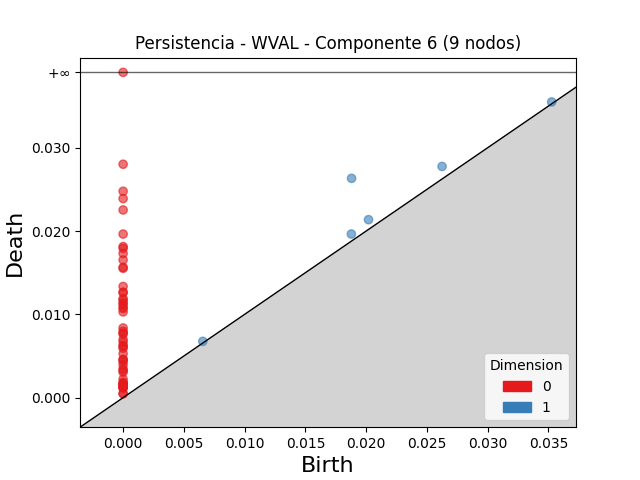 Persistencia - WVAL - Componente 6 (9 nodos)
+∞
0.030
0.020
0.010
0.000
Death
Dimension
0
1
0.000 0.005 0.010 0.015 0.020 0.025 0.030 0.035
Birth